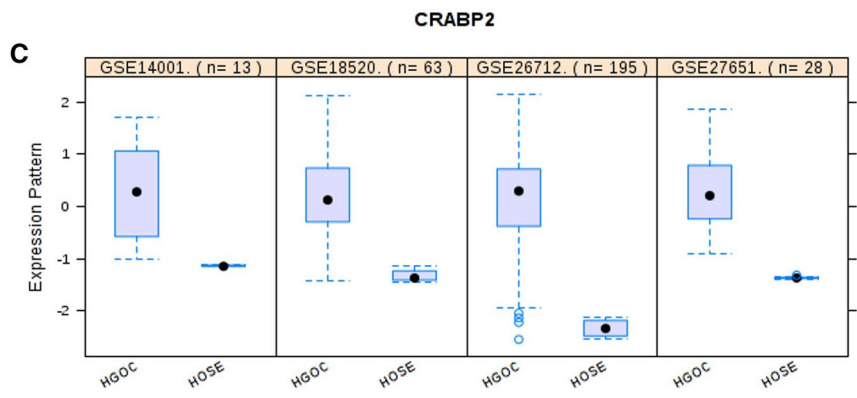 CRABP2
C
GSE14001. ( n= 13 ) GSE18520. ( n= 63 ) GSE26712. ( n= 195 ) GSE27651. ( n= 28 )
Expression Pattern
2
1
0
-1
-2
HGOC HOSE HGOC HOSE HGOC HOSE HGOC HOSE